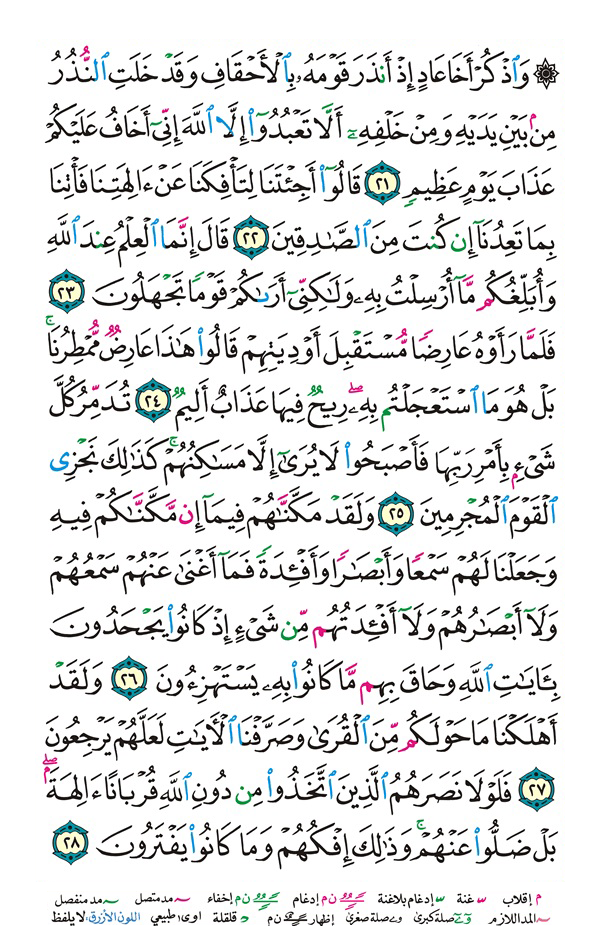 ۞ وَاذْكُرْ أَخَا عَادٍ إِذْ أَنذَرَ قَوْمَهُۥ بِالْأَحْقَافِ وَقَدْ خَلَتِ النُّذُرُ
مِنۢ بَيْنِ يَدَيْهِ وَمِنْ خَلْفِهِۦٓ أَلَّا تَعْبُدُوٓا۟ إِلَّا اللَّهَ إِنِّىٓ أَخَافُ عَلَيْكُمْ
عَذَابَ يَوْمٍ عَظِيمٍ ٢١ قَالُوٓا۟ أَجِئْتَنَا لِتَأْفِكَنَا عَنْ ءَالِهَتِنَا فَأْتِنَا
بِمَا تَعِدُنَآ إِن كُنتَ مِنَ الصَّٰدِقِينَ ٢٢ قَالَ إِنَّمَا الْعِلْمُ عِندَ اللَّهِ
وَأُبَلِّغُكُم مَّآ أُرْسِلْتُ بِهِۦ وَلَٰكِنِّىٓ أَرَىٰكُمْ قَوْمًا تَجْهَلُونَ ٢٣
فَلَمَّا رَأَوْهُ عَارِضًا مُّسْتَقْبِلَ أَوْدِيَتِهِمْ قَالُوا۟ هَٰذَا عَارِضٌ مُّمْطِرُنَا ۚ
بَلْ هُوَ مَا اسْتَعْجَلْتُم بِهِۦ ۖ رِيحٌ فِيهَا عَذَابٌ أَلِيمٌ ٢٤ تُدَمِّرُ كُلَّ
شَىْءٍۭ بِأَمْرِ رَبِّهَا فَأَصْبَحُوا۟ لَا يُرَىٰٓ إِلَّا مَسَٰكِنُهُمْ ۚ كَذَٰلِكَ نَجْزِى
الْقَوْمَ الْمُجْرِمِينَ ٢٥ وَلَقَدْ مَكَّنَّٰهُمْ فِيمَآ إِن مَّكَّنَّٰكُمْ فِيهِ
وَجَعَلْنَا لَهُمْ سَمْعًا وَأَبْصَٰرًا وَأَفْـِٔدَةً فَمَآ أَغْنَىٰ عَنْهُمْ سَمْعُهُمْ
وَلَآ أَبْصَٰرُهُمْ وَلَآ أَفْـِٔدَتُهُم مِّن شَىْءٍ إِذْ كَانُوا۟ يَجْحَدُونَ
بِـَٔايَٰتِ اللَّهِ وَحَاقَ بِهِم مَّا كَانُوا۟ بِهِۦ يَسْتَهْزِءُونَ ٢٦ وَلَقَدْ
أَهْلَكْنَا مَا حَوْلَكُم مِّنَ الْقُرَىٰ وَصَرَّفْنَا الْـَٔايَٰتِ لَعَلَّهُمْ يَرْجِعُونَ
٢٧ فَلَوْلَا نَصَرَهُمُ الَّذِينَ اتَّخَذُوا۟ مِن دُونِ اللَّهِ قُرْبَانًا ءَالِهَةًۢ ۖ
بَلْ ضَلُّوا۟ عَنْهُمْ ۚ وَذَٰلِكَ إِفْكُهُمْ وَمَا كَانُوا۟ يَفْتَرُونَ ٢٨
م إقلاب غنة إدغام بلاغنة ن م إدغام ن م إخفاء مد متصل مد منفصل
المد اللازم صلة كبرى صلة صغرى إظهار ن م قلقلة اوى طبيعي اللون الأزرق: لا يلفظ